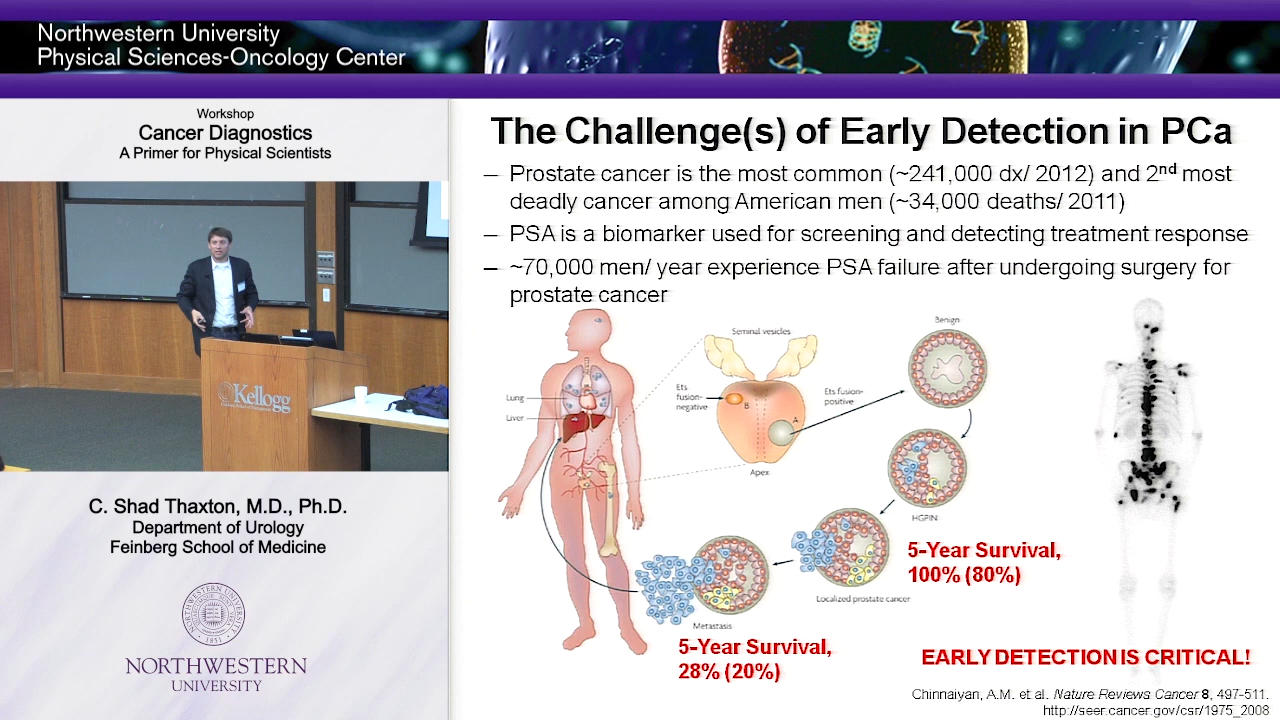 Northwestern University
Physical Sciences-Oncology Center
Workshop
Cancer Diagnostics
A Primer for Physical Scientists
Kellogg
C. Shad Thaxton, M.D., Ph.D.
Department of Urology
Feinberg School of Medicine
1851
NORTHWESTERN
UNIVERSITY
The Challenge(s) of Early Detection in PCa
– Prostate cancer is the most common (~241,000 dx/ 2012) and 2nd most
deadly cancer among American men (~34,000 deaths/ 2011)
– PSA is a biomarker used for screening and detecting treatment response
– ~70,000 men/ year experience PSA failure after undergoing surgery for
prostate cancer
Seminal vesicles
Benign
Lung
Liver
Ets
fusion-
negative
B
A
Ets fusion-
positive
Apex
HGPIN
5-Year Survival,
100% (80%)
Localized prostate cancer
Metastasis
5-Year Survival,
28% (20%)
EARLY DETECTION IS CRITICAL!
Chinnaiyan, A.M. et al. Nature Reviews Cancer 8, 497-511.
http://seer.cancer.gov/csr/1975_2008